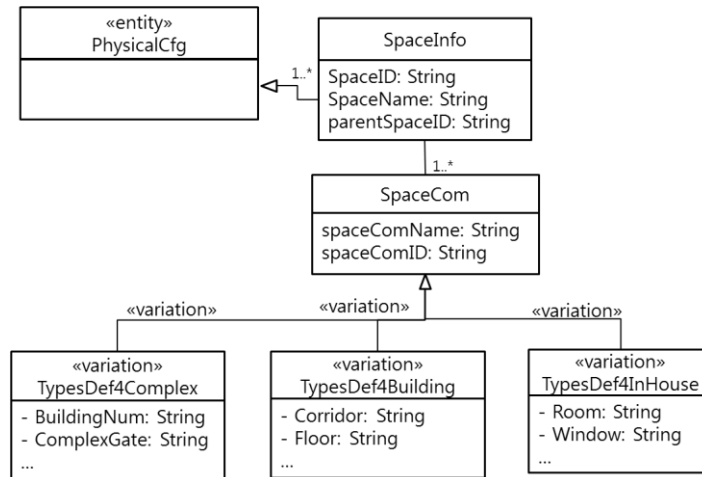 «entity»
PhysicalCfg
1..*
SpaceInfo
SpaceID: String
SpaceName: String
parentSpaceID: String
1..*
SpaceCom
spaceComName: String
spaceComID: String
«variation»
«variation»
«variation»
«variation»
TypesDef4Complex
- BuildingNum: String
- ComplexGate: String
...
«variation»
TypesDef4Building
- Corridor: String
- Floor: String
...
«variation»
TypesDef4InHouse
- Room: String
- Window: String
...